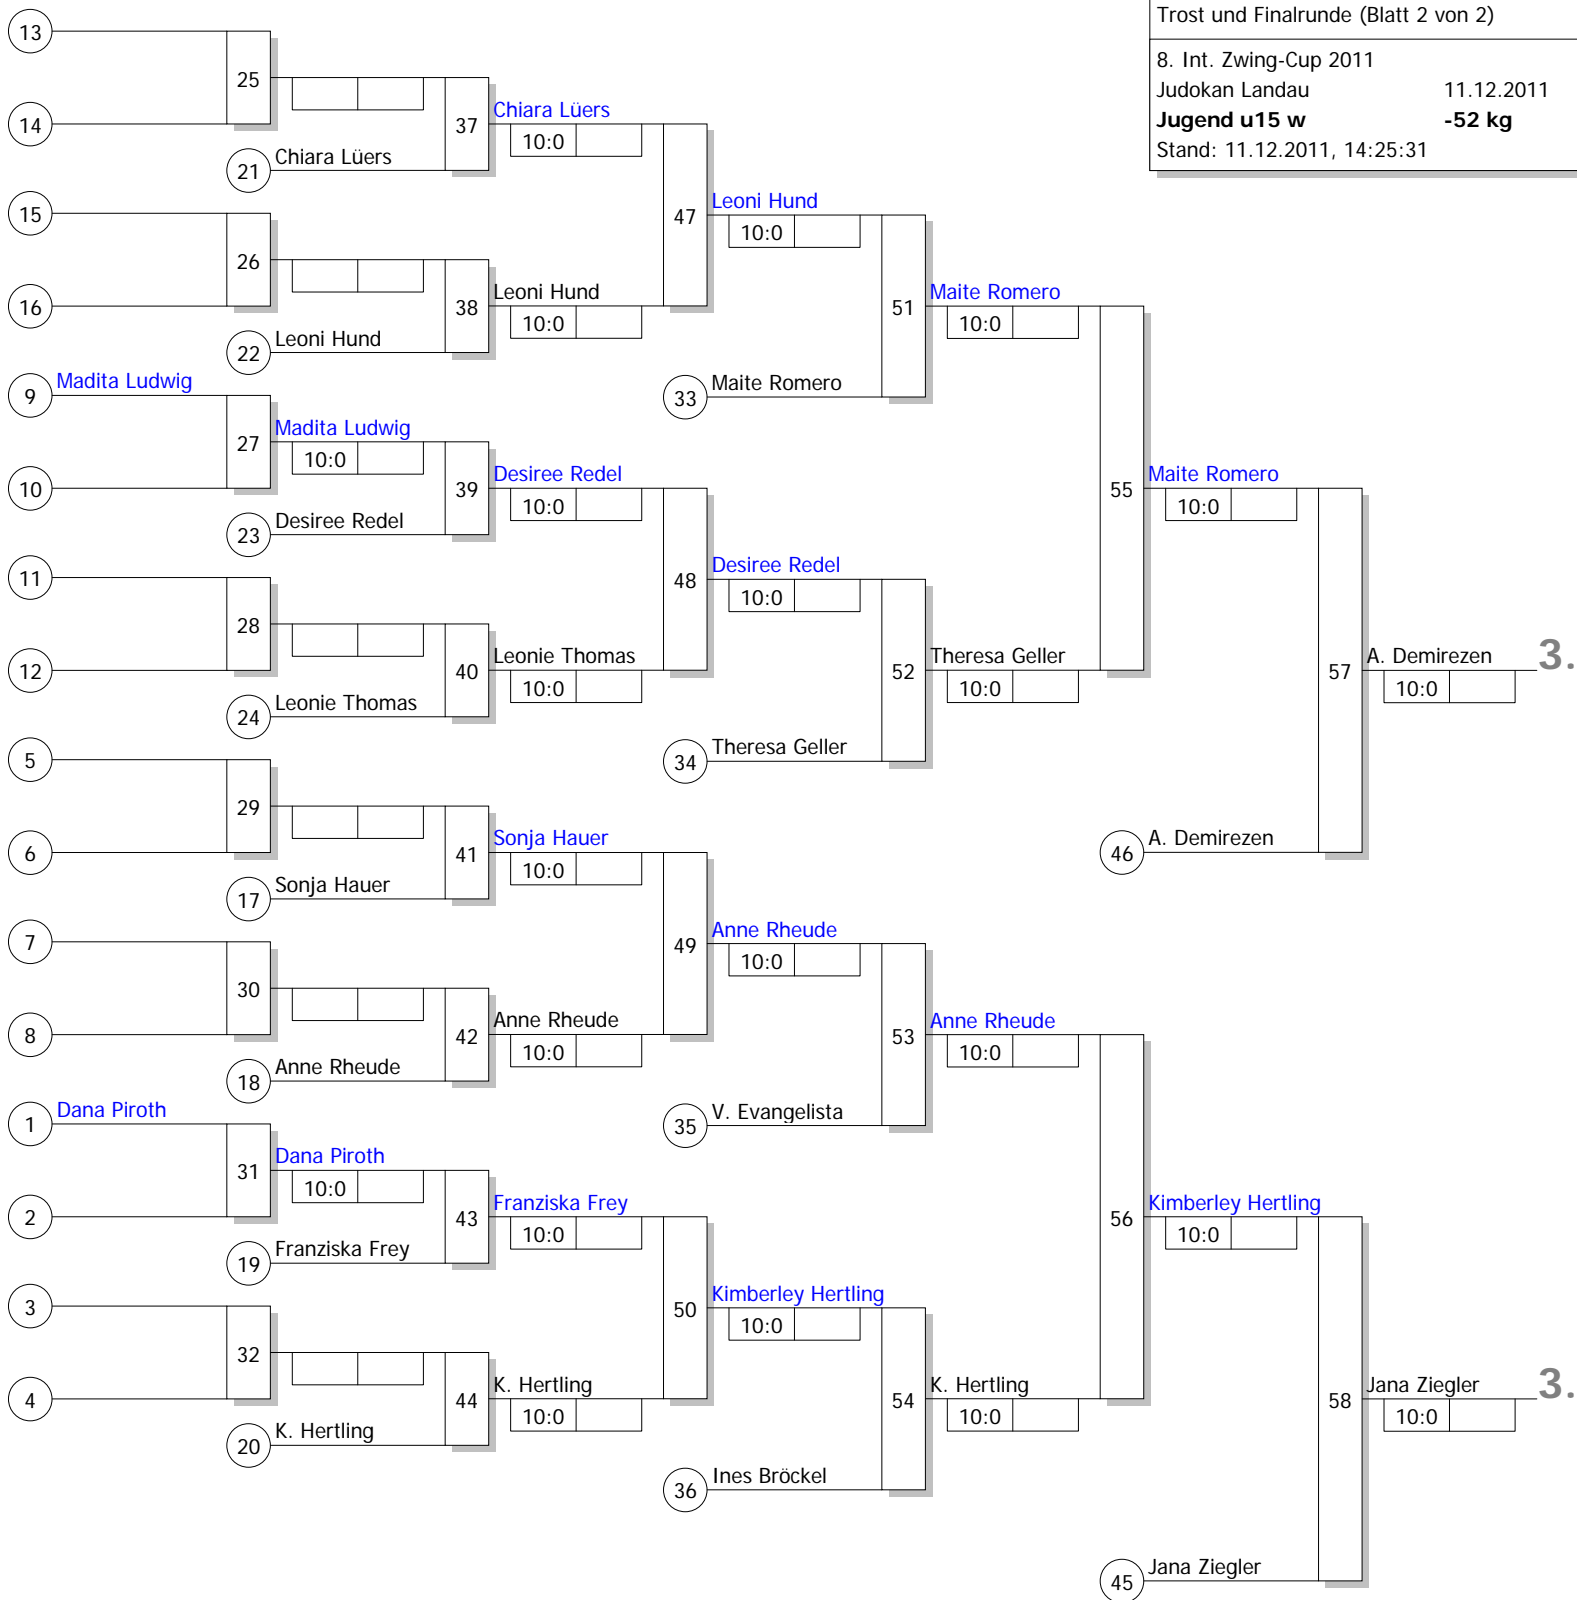 Trost und Finalrunde (Blatt 2 von 2)
8. Int. Zwing-Cup 2011
Judokan Landau 11.12.2011
Jugend u15 w -52 kg
Stand: 11.12.2011, 14:25:31
13
25
14
37
Chiara Lüers
10:0
21
Chiara Lüers
15
47
Leoni Hund
10:0
26
16
38
Leoni Hund
10:0
22
Leoni Hund
51
Maite Romero
10:0
33
Maite Romero
9
Madita Ludwig
27
Madita Ludwig
10:0
10
39
Desiree Redel
10:0
23
Desiree Redel
55
Maite Romero
10:0
11
48
Desiree Redel
10:0
28
12
40
Leonie Thomas
10:0
24
Leonie Thomas
52
Theresa Geller
10:0
34
Theresa Geller
57
A. Demirezen
10:0
3.
5
29
6
41
Sonja Hauer
10:0
17
Sonja Hauer
46
A. Demirezen
7
49
Anne Rheude
10:0
30
8
42
Anne Rheude
10:0
18
Anne Rheude
53
Anne Rheude
10:0
35
V. Evangelista
1
Dana Piroth
31
Dana Piroth
10:0
2
43
Franziska Frey
10:0
19
Franziska Frey
56
Kimberley Hertling
10:0
3
50
Kimberley Hertling
10:0
32
4
44
K. Hertling
10:0
20
K. Hertling
54
K. Hertling
10:0
36
Ines Bröckel
58
Jana Ziegler
10:0
3.
45
Jana Ziegler